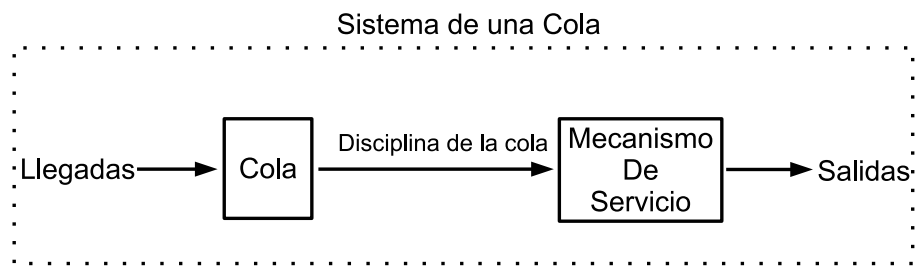 Sistema de una Cola
Llegadas
Cola
Disciplina de la cola
Mecanismo
De
Servicio
Salidas